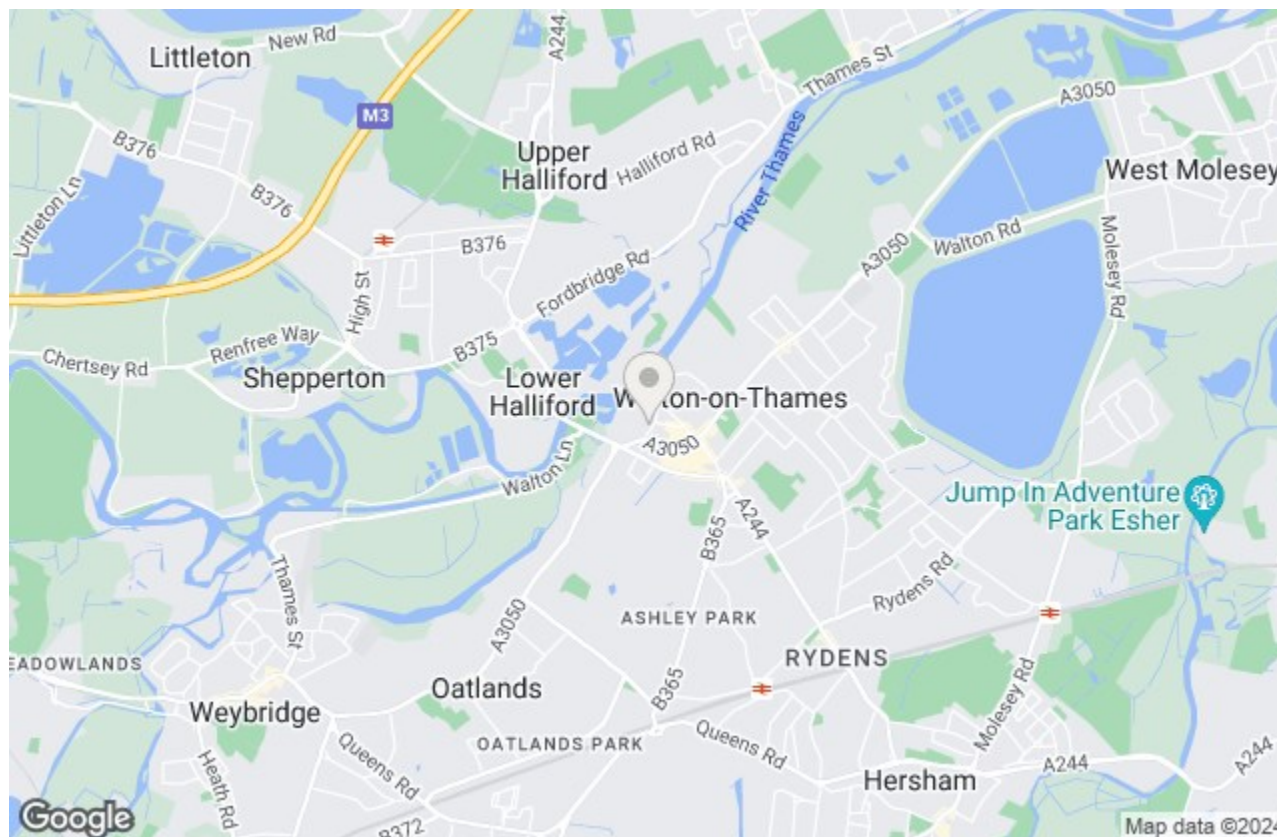 Littleton
New Rd
A244
Thames St
M3
A3050
B376
Upper
Halliford
Halliford Rd
River Thames
West Molesey
B376
Littleton Ln
B376
A3050
Walton Rd
Molesey Rd
High St
Fordbridge Rd
Renfree Way
B375
Chertsey Rd
Shepperton
Lower
Halliford
W ton-on-Thames
A3050
Walton Ln
Jump In Adventure
Park Esher
B365
A244
Thames St
Rydens Rd
A3050
ASHLEY PARK
RYDENS
EADOWLANDS
Oatlands
B365
Molesey Rd
Weybridge
Queens Rd
OATLANDS PARK
Queens Rd
Heath Rd
Hersham
A244
A244
B372
Google
Map data ©2024